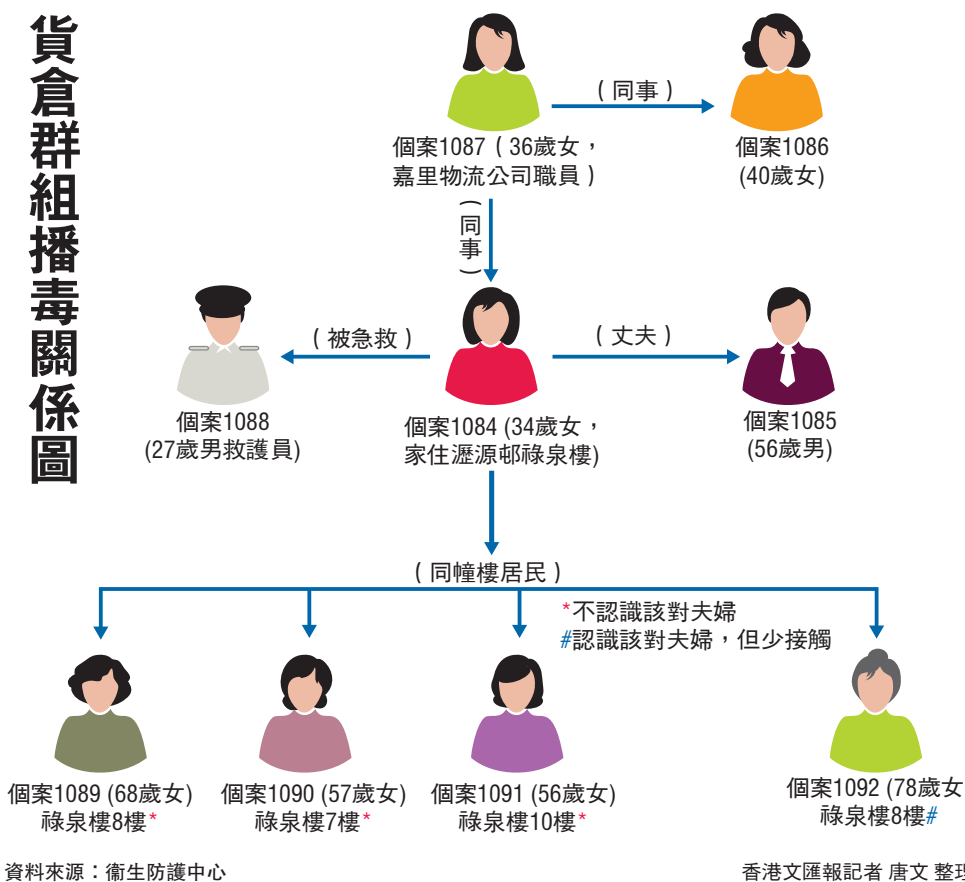 貨倉群組播毒關係圖
(同事)
個案1087(36歲女，
嘉里物流公司職員)
個案1086
(40歲女)
(同事)
(被急救)
(丈夫)
個案1088
(27歲男救護員)
個案1084 (34歲女，
家住瀝源邨祿泉樓)
個案1085
(56歲男)
(同幢樓居民)
*不認識該對夫婦
#認識該對夫婦，但少接觸
個案1089 (68歲女)
祿泉樓8樓*
個案1090 (57歲女)
祿泉樓7樓*
個案1091 (56歲女)
祿泉樓10樓*
個案1092 (78歲女
祿泉樓8樓#
資料來源：衞生防護中心
香港文匯報記者 唐文 整理